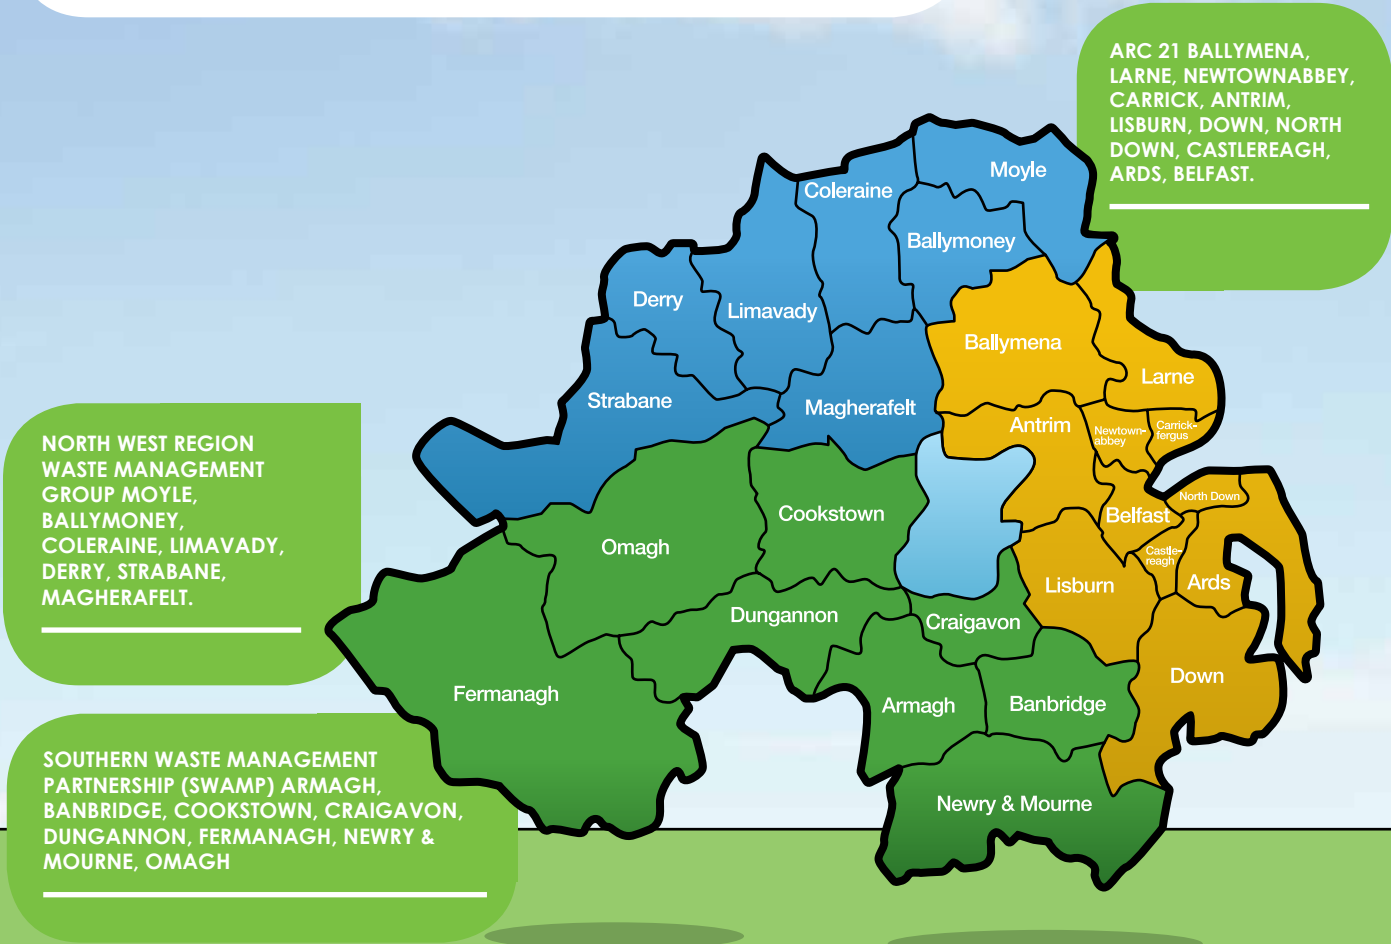 ARC 21 BALLYMENA,
LARNE, NEWTOWNABBEY,
CARRICK, ANTRIM,
LISBURN, DOWN, NORTH
DOWN, CASTLEREAGH,
ARDS, BELFAST.
Moyle
Coleraine
Ballymoney
Derry
Limavady
Ballymena
Larne
Strabane
Magherafelt
Antrim
Newtown-
abbey
Carrick-
fergus
NORTH WEST REGION
WASTE MANAGEMENT
GROUP MOYLE,
BALLYMONEY,
COLERAINE, LIMAVADY,
DERRY, STRABANE,
MAGHERAFELT.
North Down
Cookstown
Belfast
Omagh
Castle-
reagh
Lisburn
Ards
Dungannon
Craigavon
Down
Fermanagh
Armagh
Banbridge
SOUTHERN WASTE MANAGEMENT
PARTNERSHIP (SWAMP) ARMAGH,
BANBRIDGE, COOKSTOWN, CRAIGAVON,
DUNGANNON, FERMANAGH, NEWRY &
MOURNE, OMAGH
Newry & Mourne